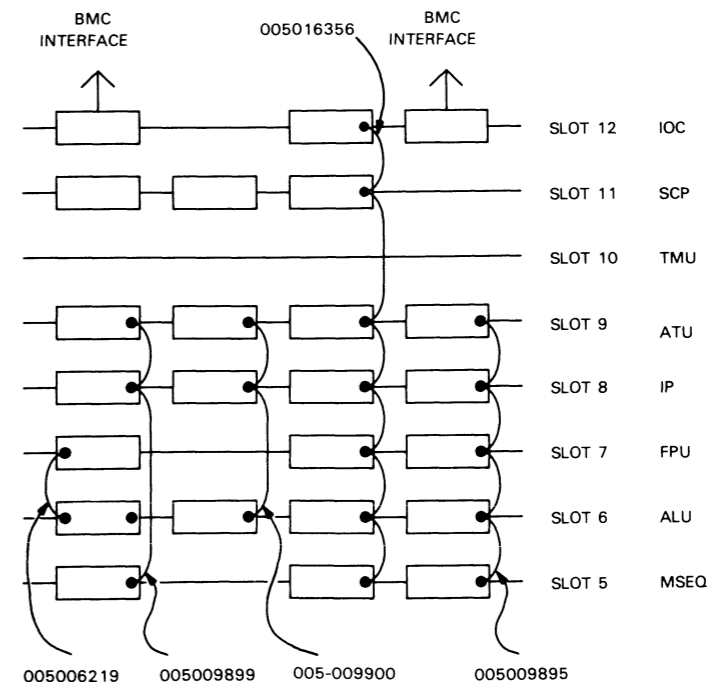 BMC
INTERFACE
005016356
BMC
INTERFACE
SLOT 12 IOC
SLOT 11 SCP
SLOT 10 TMU
SLOT 9 ATU
SLOT 8 IP
SLOT 7 FPU
SLOT 6 ALU
SLOT 5 MSEQ
005006219 005009899 005-009900 005009895